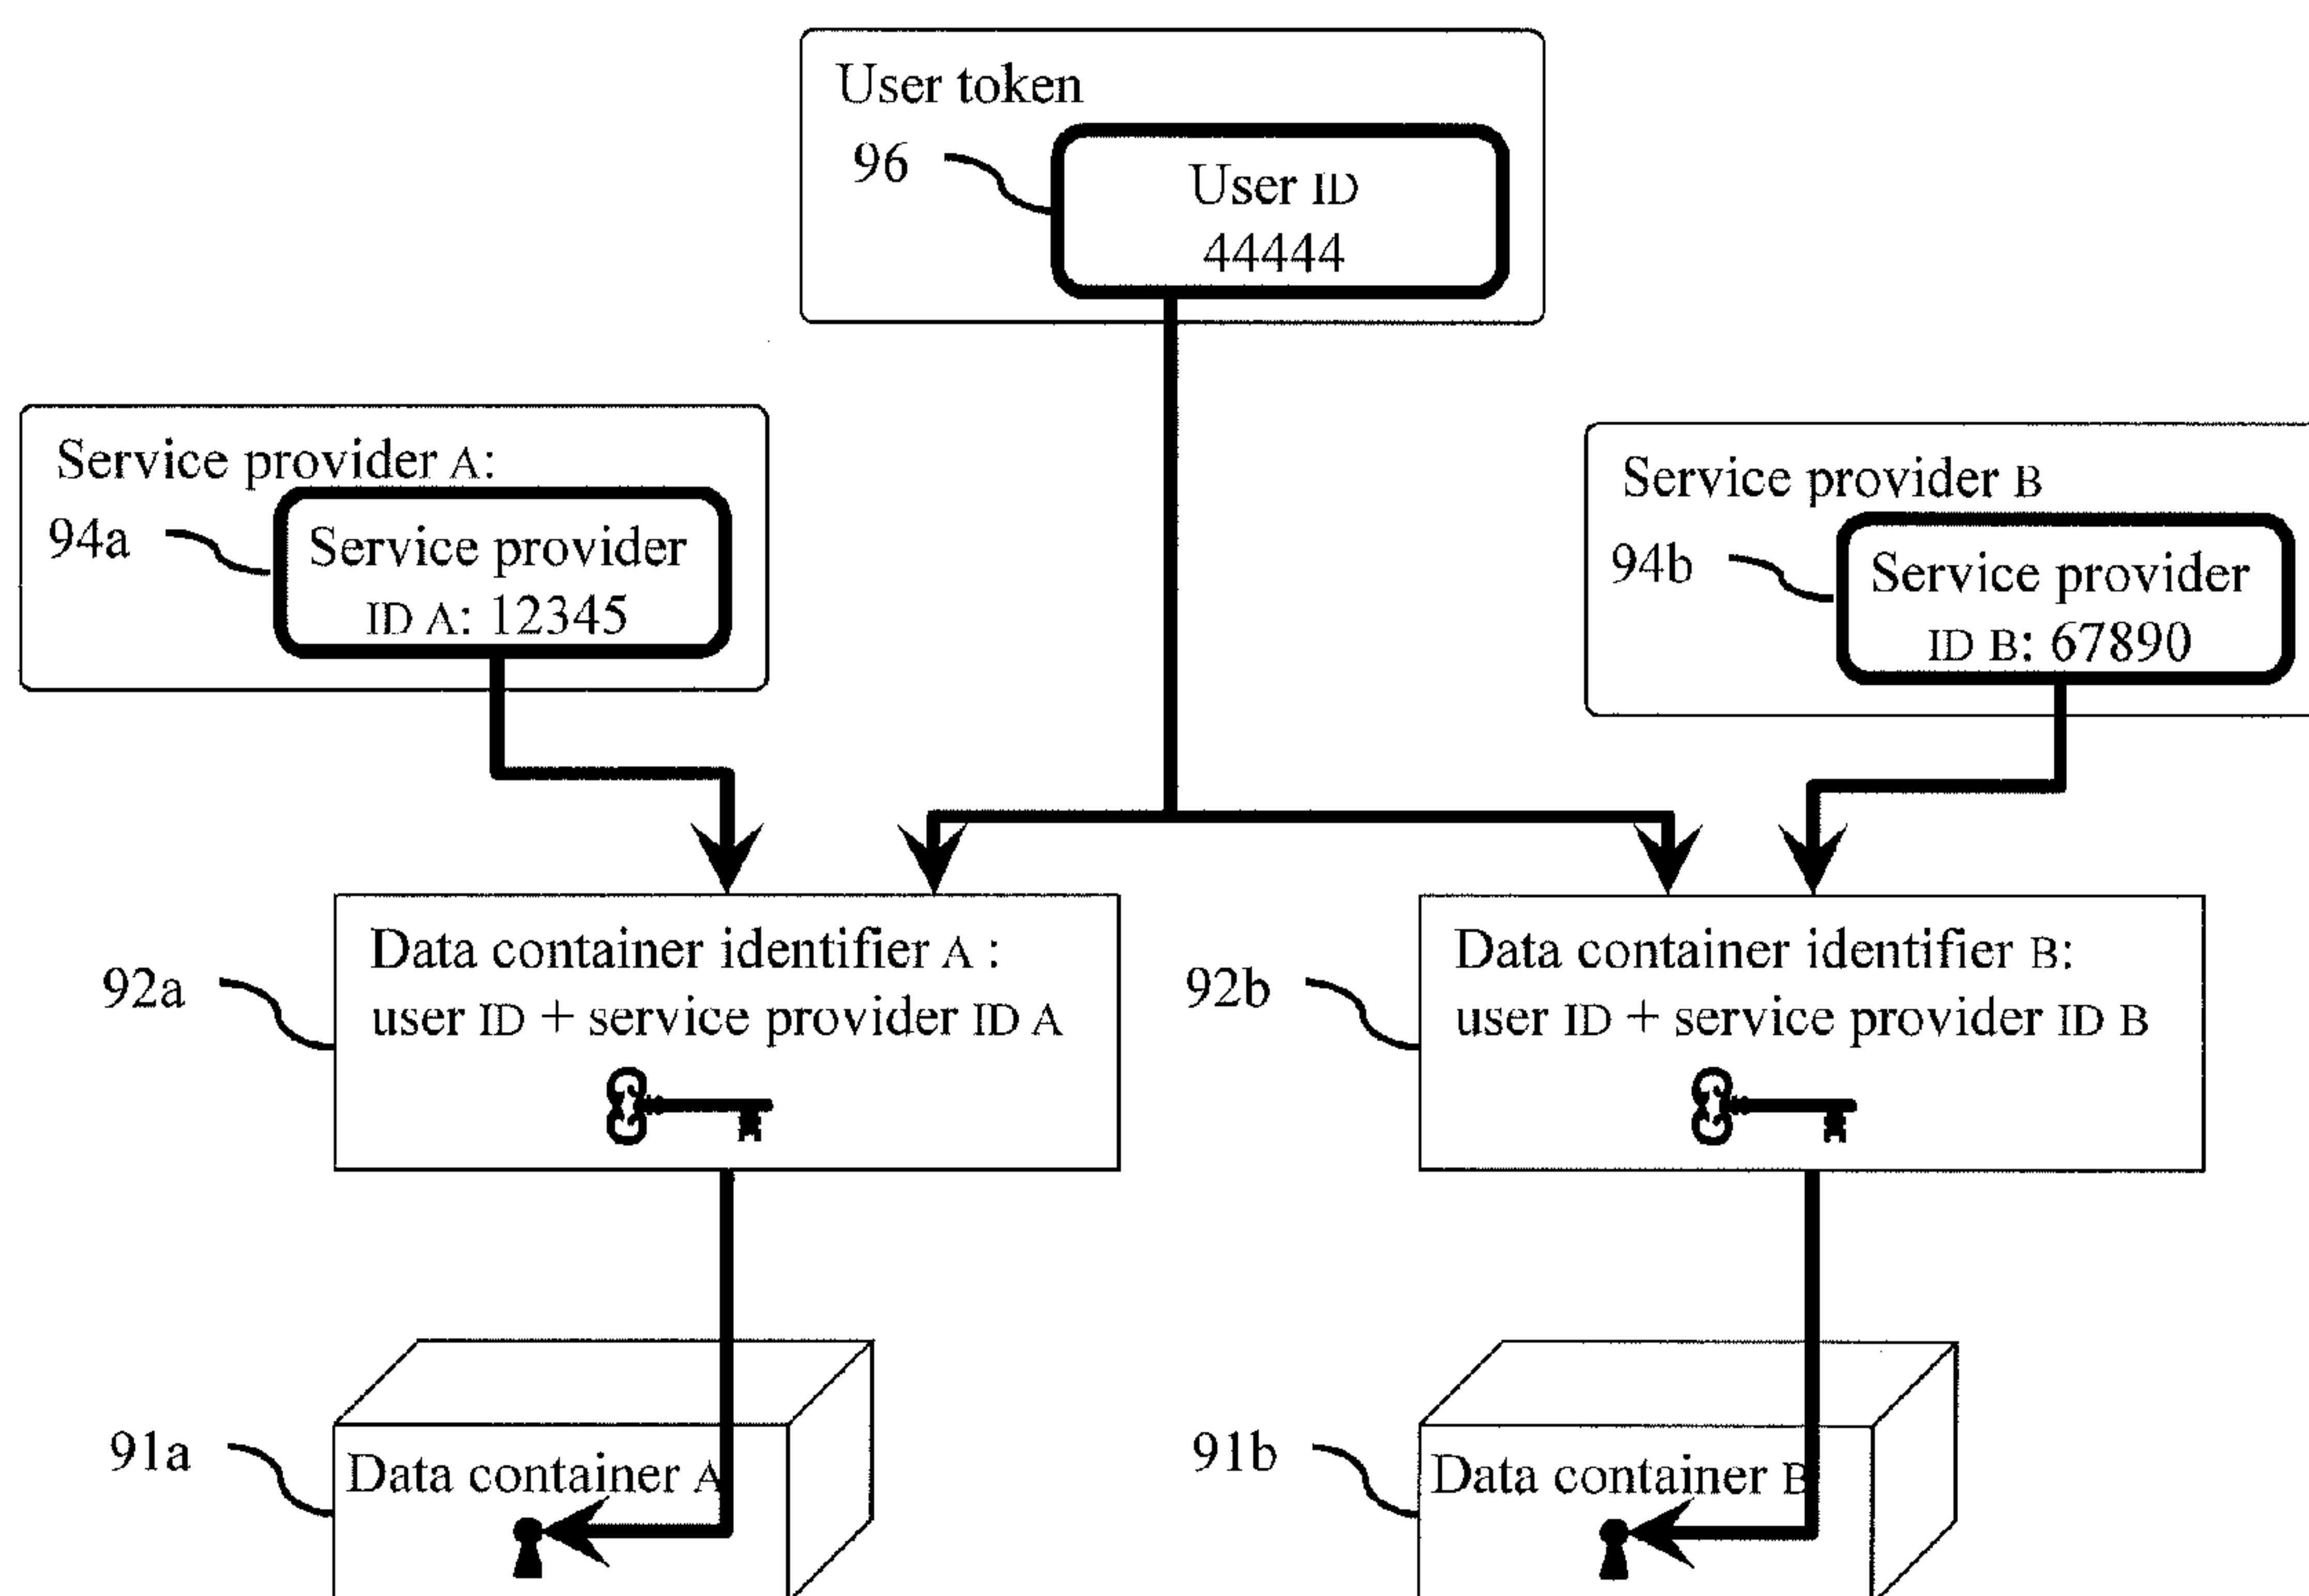 User token
96
User ID
44444
Service provider A:
94a
Service provider
ID A: 12345
Service provider B
94b
Service provider
ID B: 67890
92a
Data container identifier A :
user ID + service provider ID A
92b
Data container identifier B:
user ID + service provider ID B
91a
Data container A
91b
Data container B